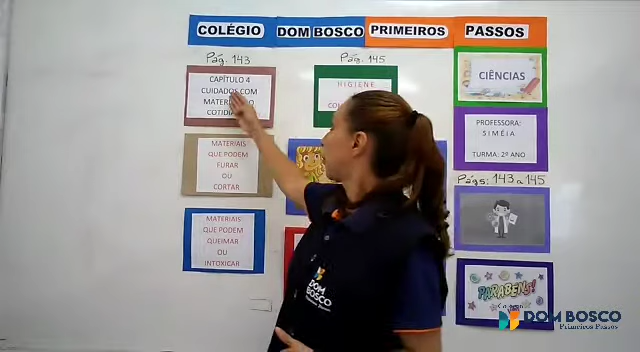 COLÉGIO DOM BOSCO PRIMEIROS PASSOS
Pág. 143
CAPÍTULO 4
CUIDADOS COM
COTIDIA
MATERIAIS
QUE PODEM
FURAR
OU
CORTAR
MATERIAIS
QUE PODEM
QUEIMAR
OU
INTOXICAR
Pág. 145
HIGIENE
CIÊNCIAS
PROFESSORA:
SIMÉIA
TURMA: 2º ANO
Págs: 143 a 145
PARABÉNS!
DOM
BOSCO
DOM BOSCO
Primeiros Passos